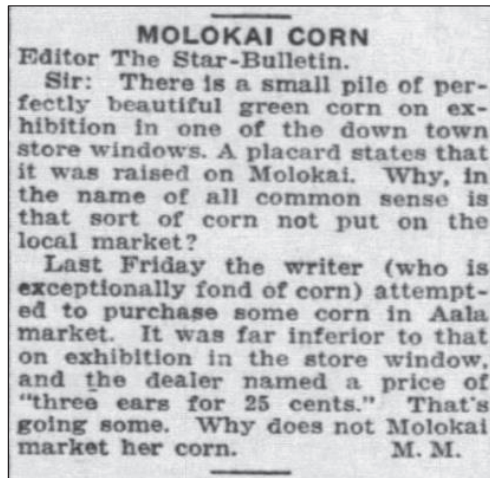 MOLOKAI CORN
Editor The Star-Bulletin.
Sir: There is a small pile of per-
fectly beautiful green corn on ex-
hibition in one of the down town
store windows. A placard states that
it was raised on Molokai. Why, in
the name of all common sense is
that sort of corn not put on the
local market?
Last Friday the writer (who is
exceptionally fond of corn) attempt-
ed to purchase some corn in Aala
market. It was far inferior to that
on exhibition in the store window,
and the dealer named a price of
"three ears for 25 cents." That's
going some. Why does not Molokai
market her corn. M. M.